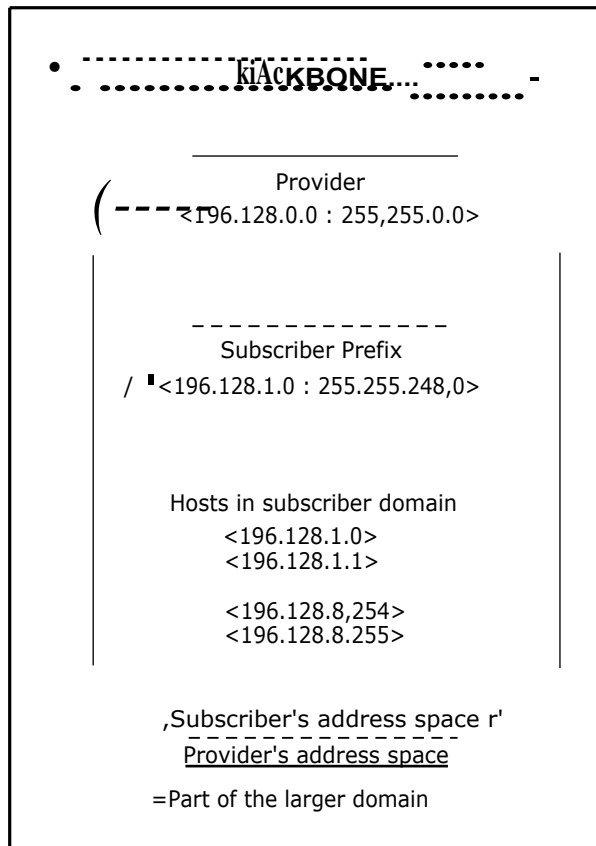 kiAcKBONE....
Provider
<196.128.0.0 : 255,255.0.0>
Subscriber Prefix
/ <196.128.1.0 : 255.255.248,0>
Hosts in subscriber domain
<196.128.1.0>
<196.128.1.1>
<196.128.8,254>
<196.128.8.255>
,Subscriber's address space r'
Provider's address space
=Part of the larger domain